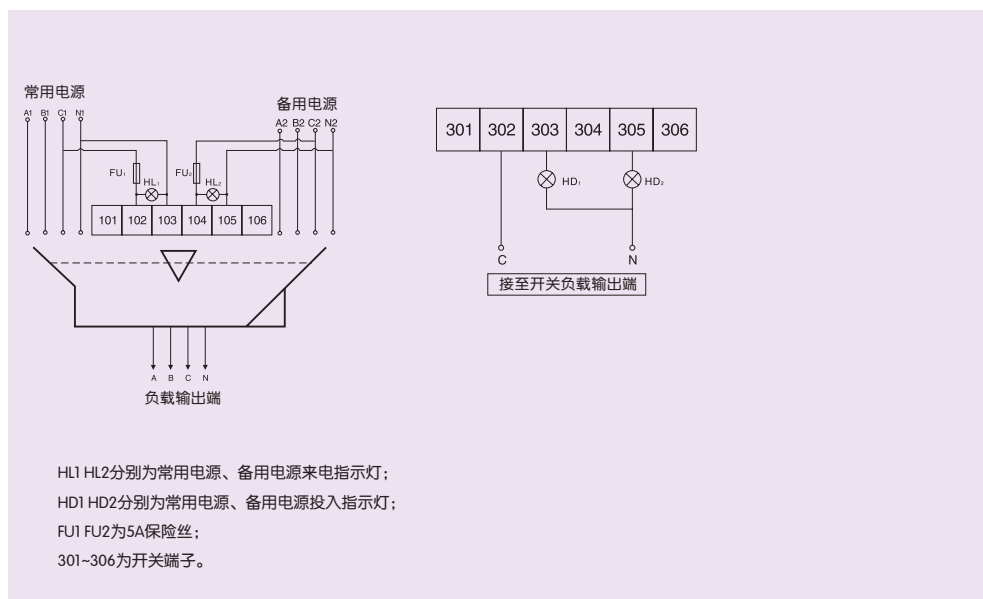 常用电源
A1 B1 C1 N1
备用电源
A2 B2 C2 N2
FU₁
HL₁
FU₂
HL₂
101 102 103 104 105 106
A B C N
负载输出端
301 302 303 304 305 306
HD₁
HD₂
C
N
接至开关负载输出端
HL1 HL2分别为常用电源、备用电源来电指示灯；
HD1 HD2分别为常用电源、备用电源投入指示灯；
FU1 FU2为5A保险丝；
301~306为开关端子。